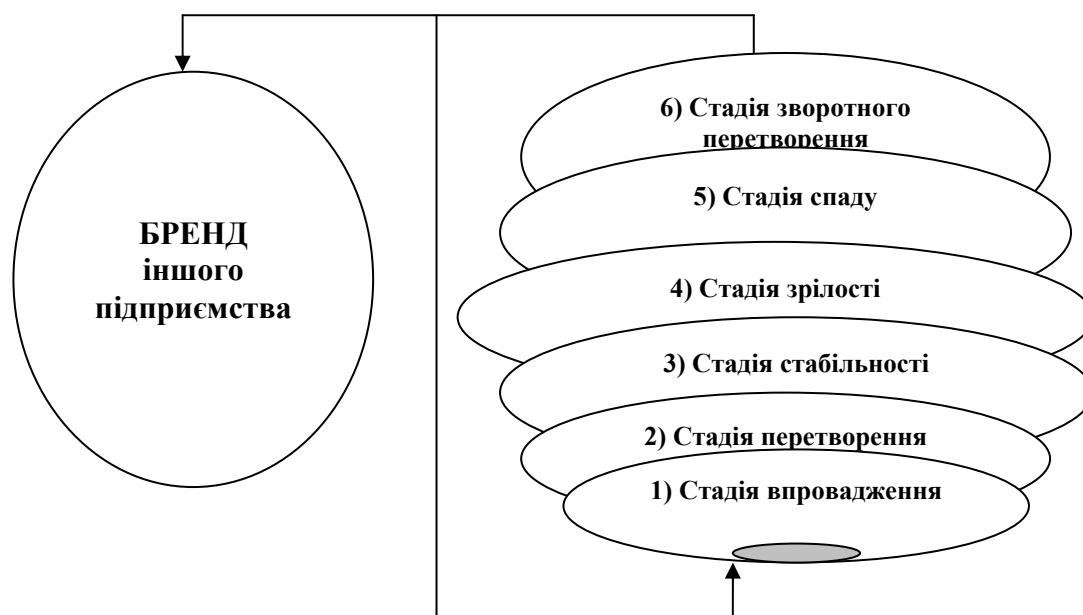 БРЕНД
іншого
підприємства
6) Стадія зворотного
перетворення
5) Стадія спаду
4) Стадія зрілості
3) Стадія стабільності
2) Стадія перетворення
1) Стадія впровадження